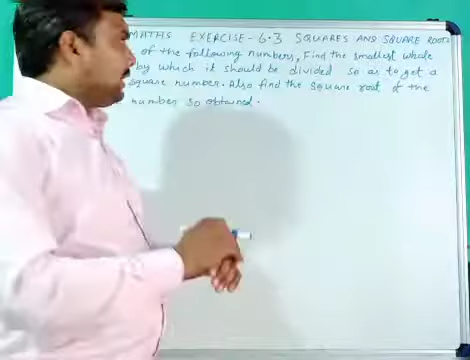 MATHS EXERCISE - 6.3 SQUARES AND SQUARE ROOTS
of the following numbers, Find the smallest whole
by which it should be divided so as to get a
square number. Also find the square root of the
number so obtained.